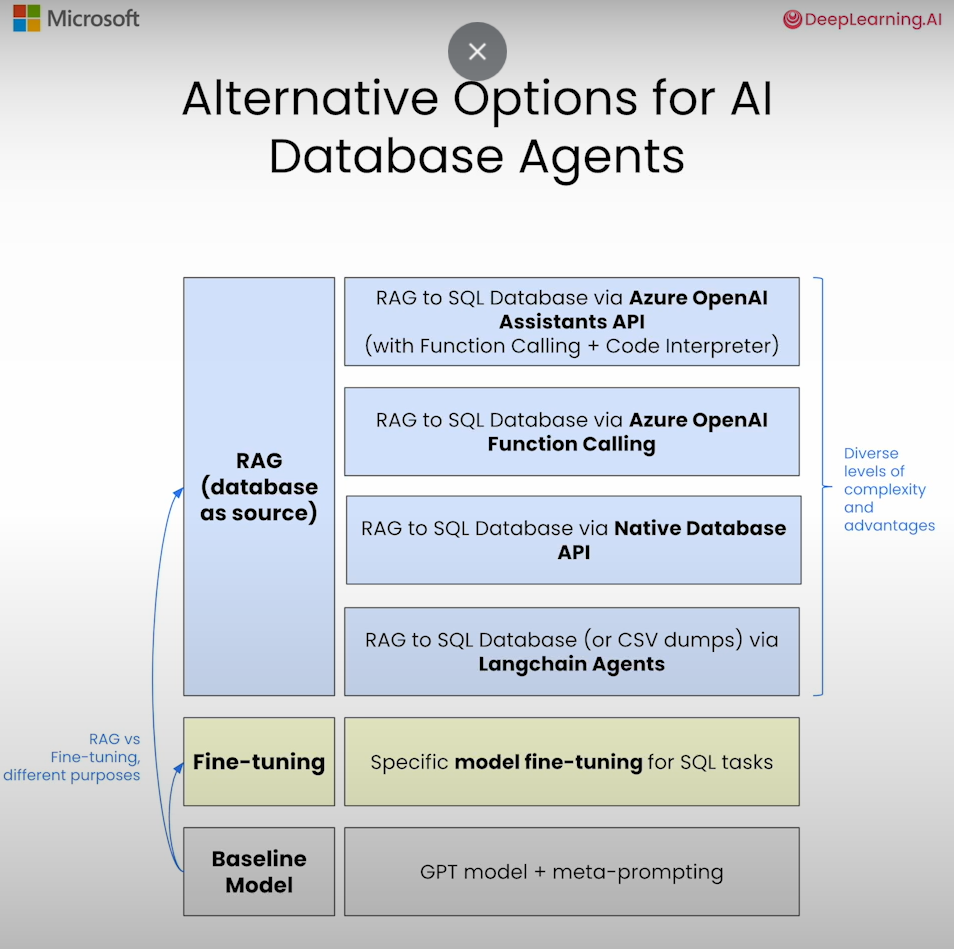 Microsoft
DeepLearning.AI
Alternative Options for AI
Database Agents
RAG
(database
as source)
RAG to SQL Database via Azure OpenAI
Assistants API
(with Function Calling + Code Interpreter)
RAG to SQL Database via Azure OpenAI
Function Calling
RAG to SQL Database via Native Database
API
RAG to SQL Database (or CSV dumps) via
Langchain Agents
Diverse
levels of
complexity
and
advantages
RAG vs
Fine-tuning,
different purposes
Fine-tuning
Specific model fine-tuning for SQL tasks
Baseline
Model
GPT model + meta-prompting